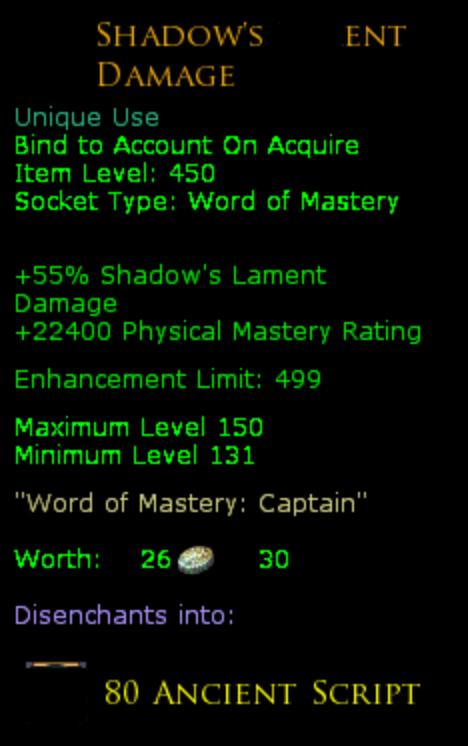 Shadow's ent
Damage
Unique Use
Bind to Account On Acquire
Item Level: 450
Socket Type: Word of Mastery
+55% Shadow's Lament
Damage
+22400 Physical Mastery Rating
Enhancement Limit: 499
Maximum Level 150
Minimum Level 131
"Word of Mastery: Captain"
Worth: 26 30
Disenchants into:
80 Ancient Script